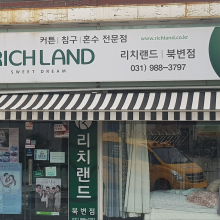 커튼 | 침구 | 혼수 전문점
www.richland.co.kr
RICHLAND
SWEET DREAM
리치랜드 | 북변점
031) 988-3797
리치랜드
북변점